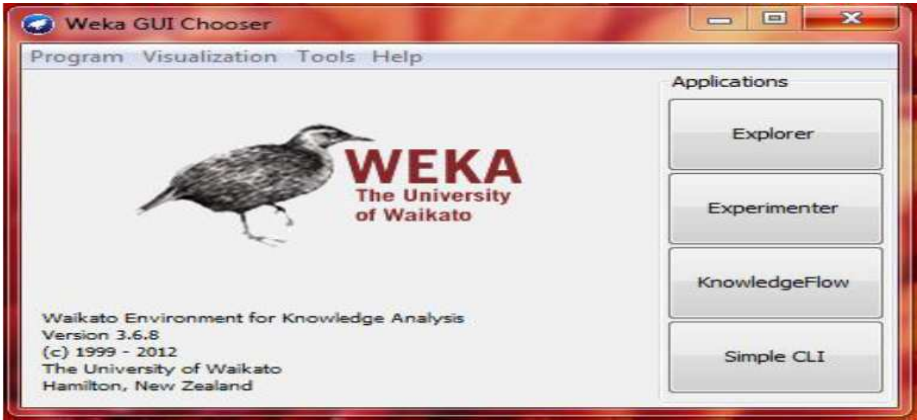 Weka GUI Chooser
Program Visualization Tools Help
Applications
Explorer
Experimenter
KnowledgeFlow
Simple CLI
WEKA
The University
of Waikato
Waikato Environment for Knowledge Analysis
Version 3.6.8
(c) 1999 - 2012
The University of Waikato
Hamilton, New Zealand